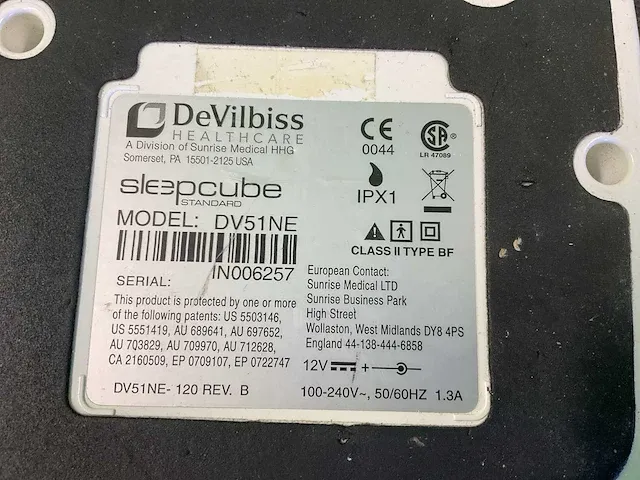 DeVilbiss
HEALTHCARE
A Division of Sunrise Medical HHG
Somerset, PA 15501-2125 USA
CE
0044
SA ®
LR 47089
sleepcube
STANDARD
IPX1
MODEL: DV51NE
CLASS II TYPE BF
IN006257
SERIAL:
This product is protected by one or more
of the following patents: US 5503146,
US 5551419, AU 689641, AU 697652,
AU 703829, AU 709970, AU 712628,
CA 2160509, EP 0709107, EP 0722747
DV51NE- 120 REV. B
European Contact:
Sunrise Medical LTD
Sunrise Business Park
High Street
Wollaston, West Midlands DY8 4PS
England 44-138-444-6858
12V
100-240V~, 50/60HZ 1.3A